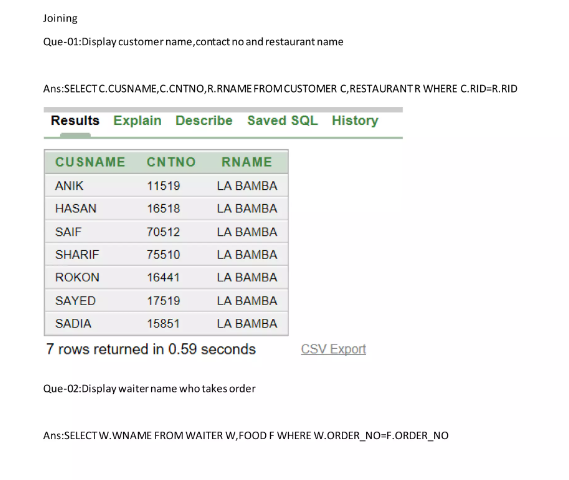 Joining
Que-01:Display customer name,contact no and restaurant name
Ans:SELECT C.CUSNAME,C.CNTNO,R.RNAME FROM CUSTOMER C,RESTAURANT R WHERE C.RID=R.RID
Results Explain Describe Saved SQL History
CUSNAME CNTNO RNAME
ANIK 11519 LA BAMBA
HASAN 16518 LA BAMBA
SAIF 70512 LA BAMBA
SHARIF 75510 LA BAMBA
ROKON 16441 LA BAMBA
SAYED 17519 LA BAMBA
SADIA 15851 LA BAMBA
7 rows returned in 0.59 seconds CSV Export
Que-02:Display waiter name who takes order
Ans:SELECT W.WNAME FROM WAITER W,FOOD F WHERE W.ORDER_NO=F.ORDER_NO